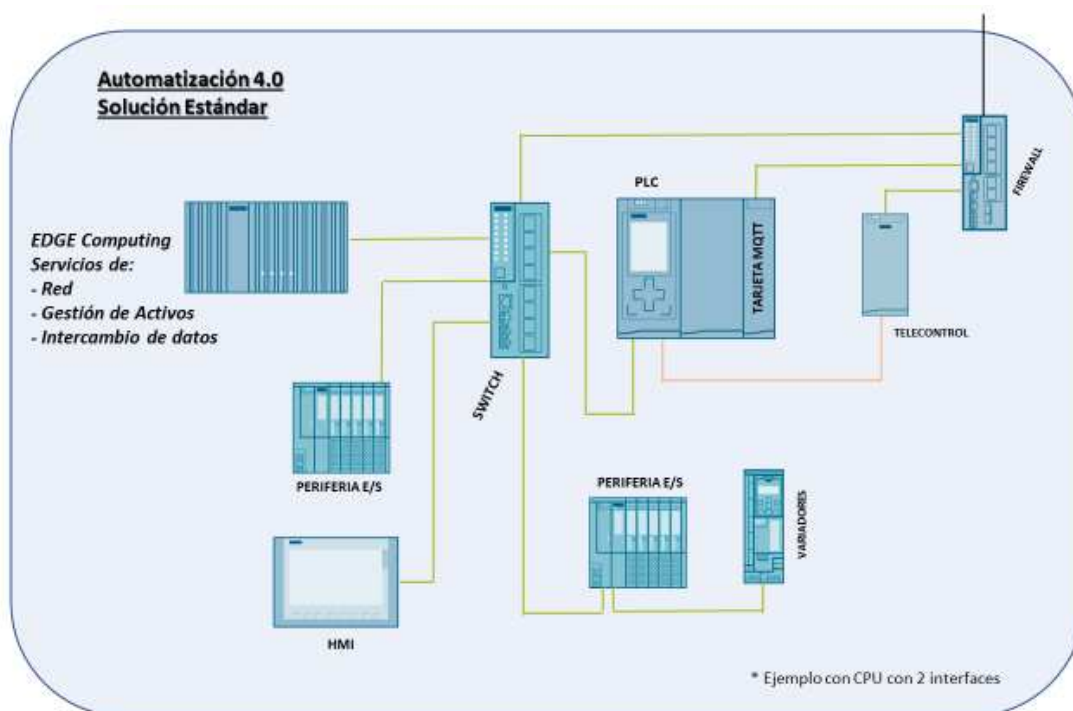 Automatización 4.0
Solución Estándar
EDGE Computing
Servicios de:
- Red
- Gestión de Activos
- Intercambio de datos
PLC
TARJETA MQTT
FIREWALL
TELECONTROL
SWITCH
PERIFERIA E/S
PERIFERIA E/S
VARIADORES
HMI
* Ejemplo con CPU con 2 interfaces